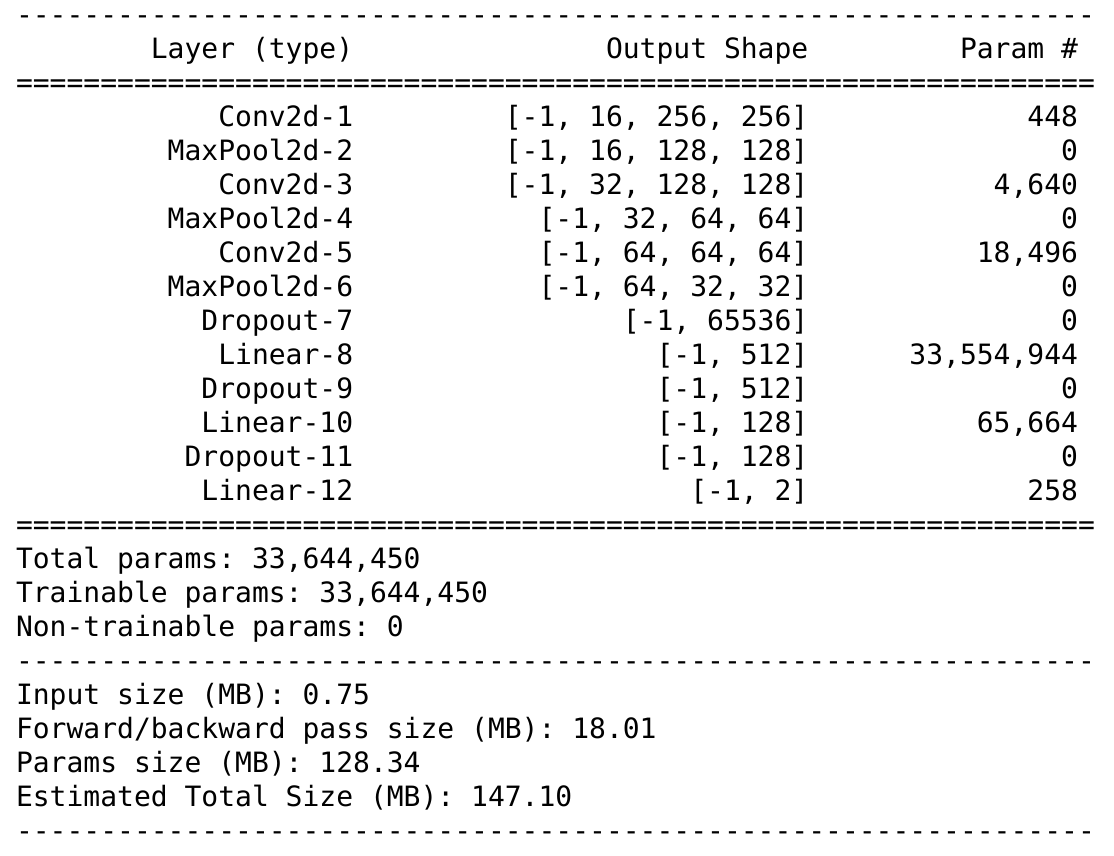 ----------------------------------------------------------------
        Layer (type)               Output Shape         Param #
================================================================
            Conv2d-1         [-1, 16, 256, 256]             448
         MaxPool2d-2         [-1, 16, 128, 128]               0
            Conv2d-3         [-1, 32, 128, 128]           4,640
         MaxPool2d-4           [-1, 32, 64, 64]               0
            Conv2d-5           [-1, 64, 64, 64]          18,496
         MaxPool2d-6           [-1, 64, 32, 32]               0
           Dropout-7                [-1, 65536]               0
            Linear-8                  [-1, 512]      33,554,944
           Dropout-9                  [-1, 512]               0
           Linear-10                  [-1, 128]          65,664
          Dropout-11                  [-1, 128]               0
           Linear-12                    [-1, 2]             258
================================================================
Total params: 33,644,450
Trainable params: 33,644,450
Non-trainable params: 0
----------------------------------------------------------------
Input size (MB): 0.75
Forward/backward pass size (MB): 18.01
Params size (MB): 128.34
Estimated Total Size (MB): 147.10
----------------------------------------------------------------